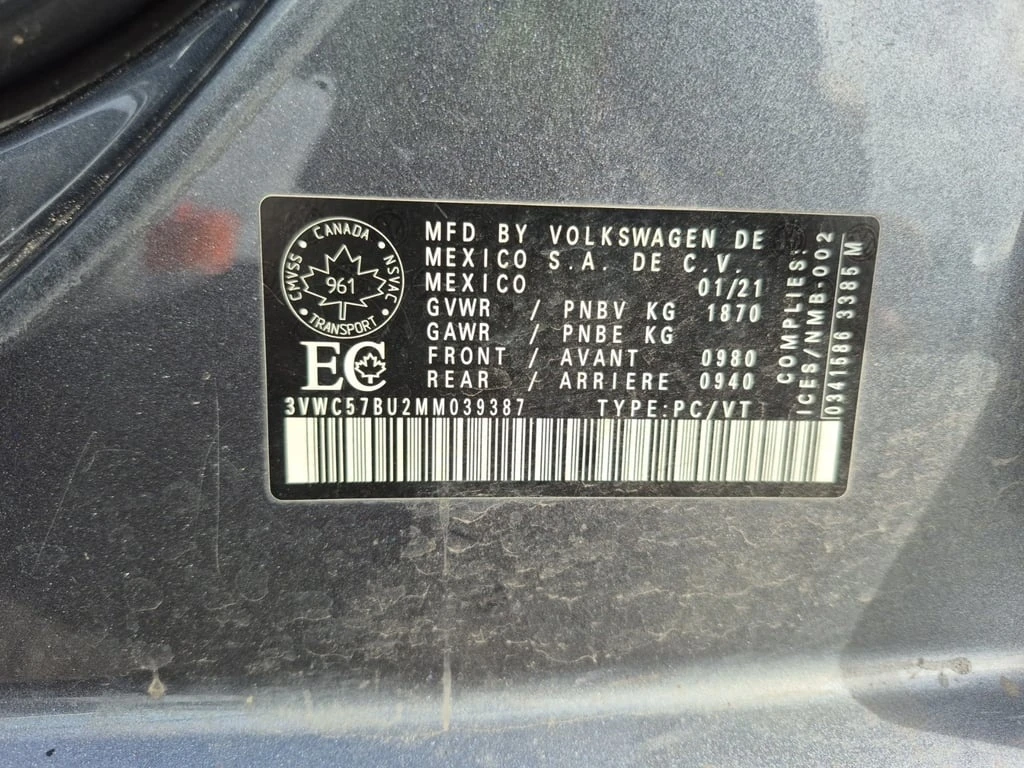 CANADA
CMVSS
NSVAC
961
TRANSPORT
EC
MFD BY VOLKSWAGEN DE
MEXICO S.A. DE C.V.
MEXICO 01/21
GVWR / PNBV KG 1870
GAWR / PNBE KG
FRONT / AVANT 0980
REAR / ARRIERE 0940
3VWC57BU2MM039387 TYPE:PC/VT
COMPLIES:
ICES/NMB-002
0341586 3385 M